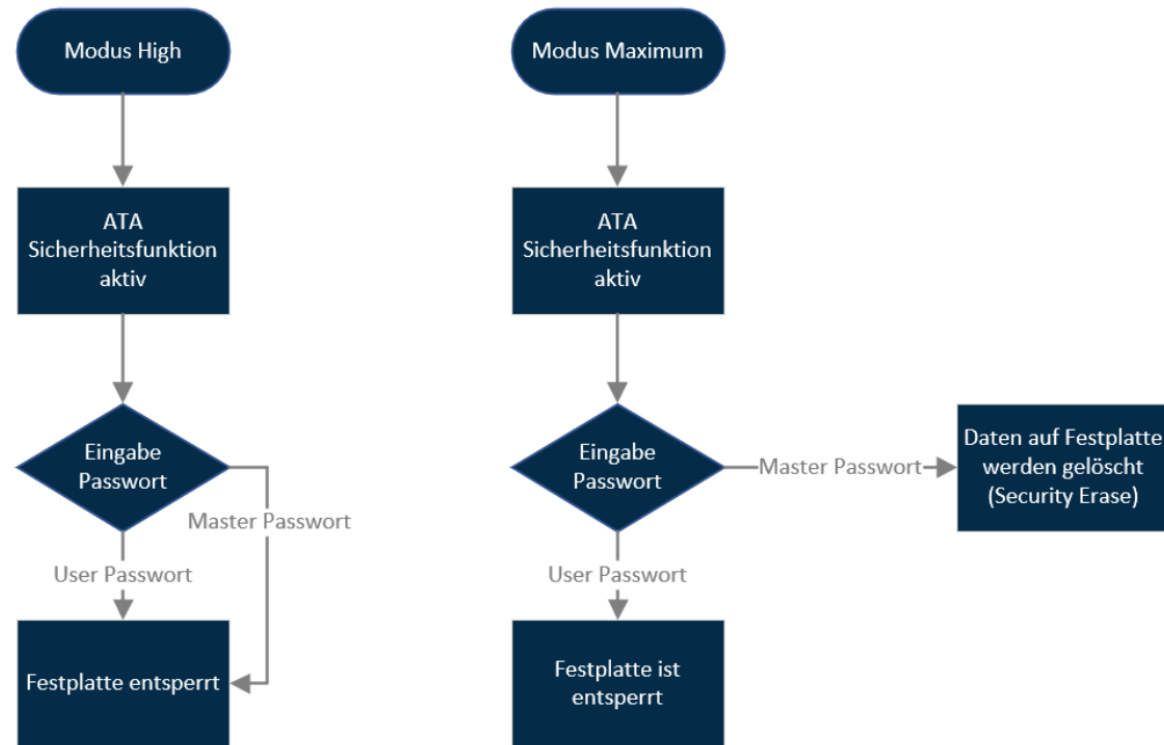 Modus High
ATA
Sicherheitsfunktion
aktiv
Eingabe
Passwort
Master Passwort
User Passwort
Festplatte entsperrt
Modus Maximum
ATA
Sicherheitsfunktion
aktiv
Eingabe
Passwort
Master Passwort
Daten auf Festplatte
werden gelöscht
(Security Erase)
User Passwort
Festplatte ist
entsperrt